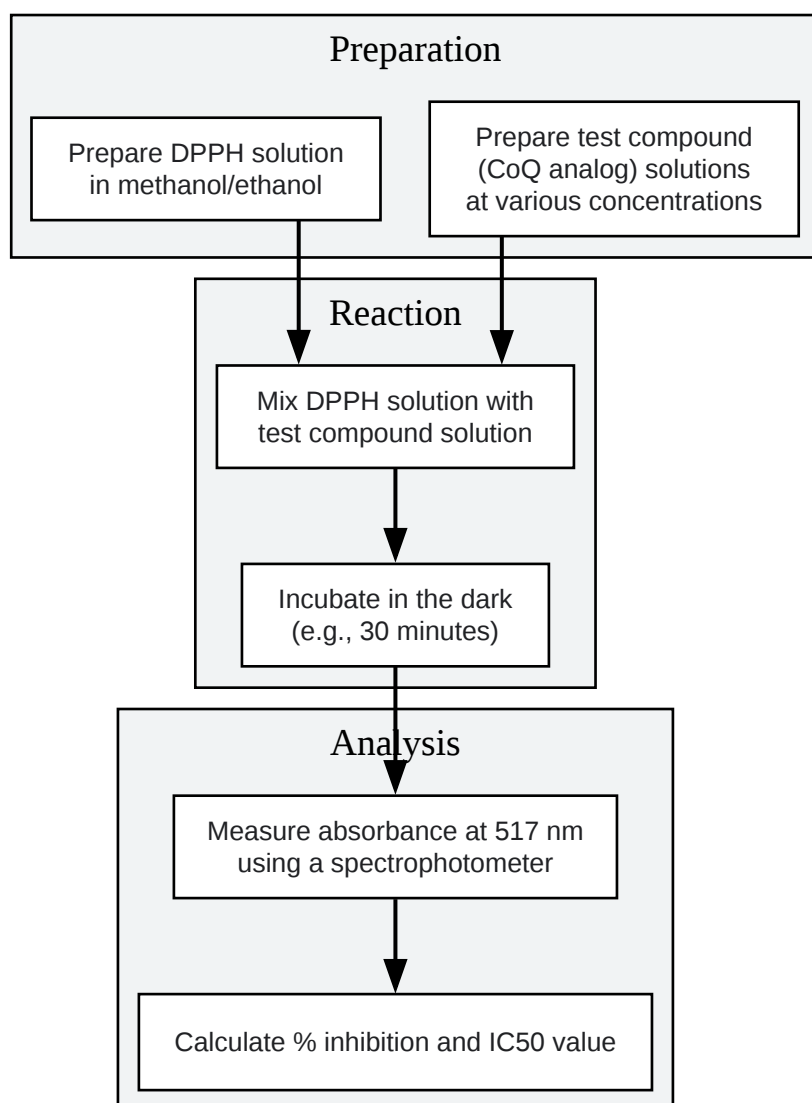 Preparation
Prepare DPPH solution
in methanol/ethanol
Prepare test compound
(CoQ analog) solutions
at various concentrations
Reaction
Mix DPPH solution with
test compound solution
Incubate in the dark
(e.g., 30 minutes)
Analysis
Measure absorbance at 517 nm
using a spectrophotometer
Calculate % inhibition and IC50 value